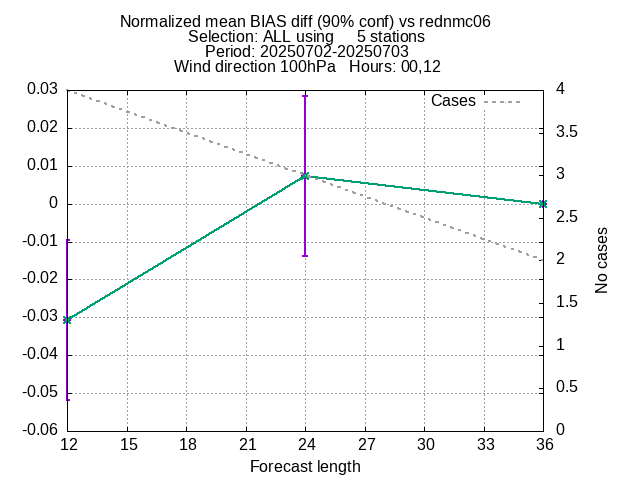 Normalized mean BIAS diff (90% conf) vs rednmc06
Selection: ALL using     5 stations
Period: 20250702-20250703
Wind direction 100hPa   Hours: 00,12
Cases
0.03
0.02
0.01
0
-0.01
-0.02
-0.03
-0.04
-0.05
-0.06
4
3.5
3
2.5
2
1.5
1
0.5
0
No cases
12 15 18 21 24 27 30 33 36
Forecast length